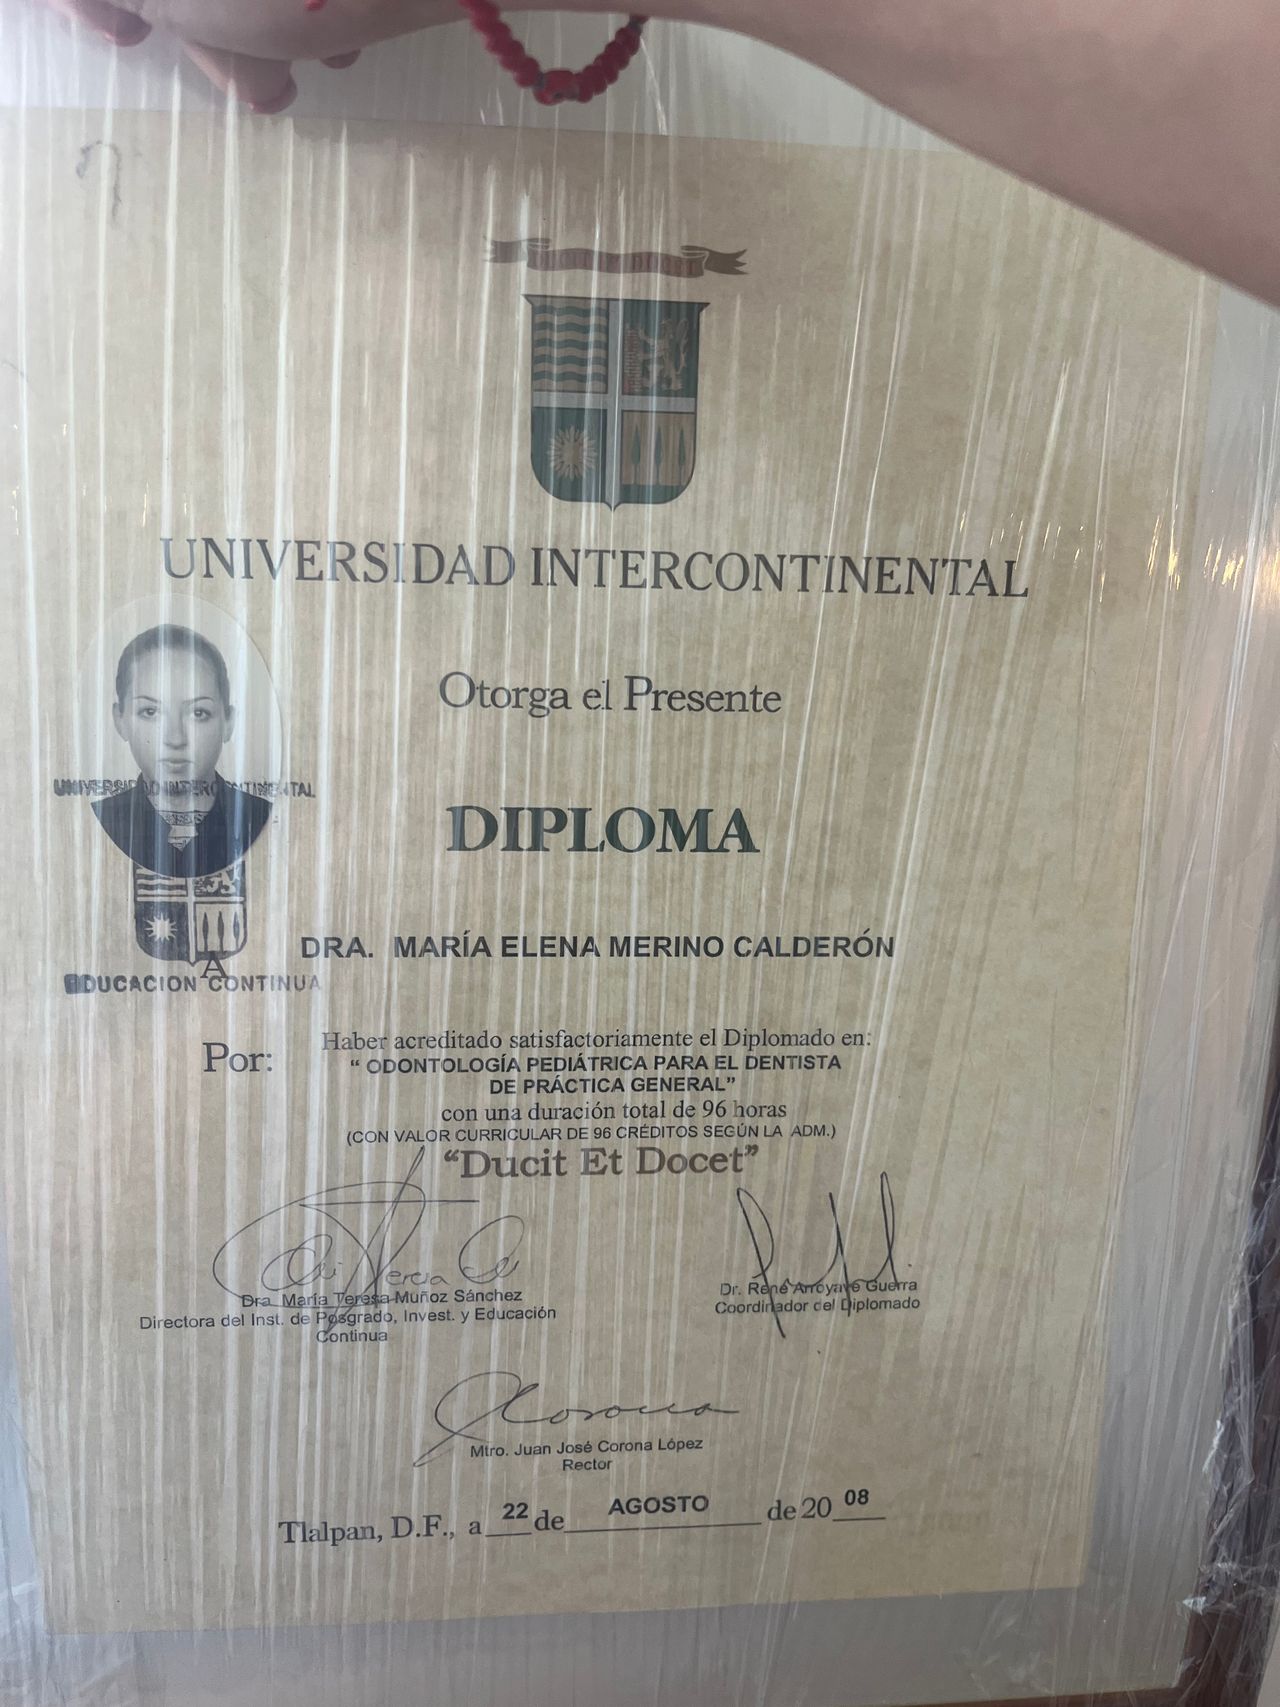 UNIVERSIDAD INTERCONTINENTAL
Otorga el Presente
DIPLOMA
UNIVERSIDAD INTERCONTINENTAL
EDUCACION CONTINUA
A
DRA. MARÍA ELENA MERINO CALDERÓN
Por:
Haber acreditado satisfactoriamente el Diplomado en:
“ ODONTOLOGÍA PEDIÁTRICA PARA EL DENTISTA
DE PRÁCTICA GENERAL”
con una duración total de 96 horas
(CON VALOR CURRICULAR DE 96 CRÉDITOS SEGÚN LA ADM.)
“Ducit Et Docet”
Dra. María Teresa Muñoz Sánchez
Directora del Inst. de Posgrado, Invest. y Educación
Continua
Dr. René Arroyave Guerra
Coordinador del Diplomado
Corona
Mtro. Juan José Corona López
Rector
Tlalpan, D.F., a 22 de AGOSTO de 20 08